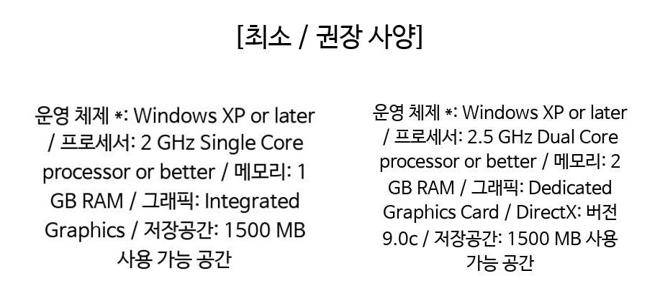 [최소 / 권장 사양]
운영 체제 *: Windows XP or later
/ 프로세서: 2 GHz Single Core
processor or better / 메모리: 1
GB RAM / 그래픽: Integrated
Graphics / 저장공간: 1500 MB
사용 가능 공간
운영 체제 *: Windows XP or later
/ 프로세서: 2.5 GHz Dual Core
processor or better / 메모리: 2
GB RAM / 그래픽: Dedicated
Graphics Card / DirectX: 버전
9.0c / 저장공간: 1500 MB 사용
가능 공간